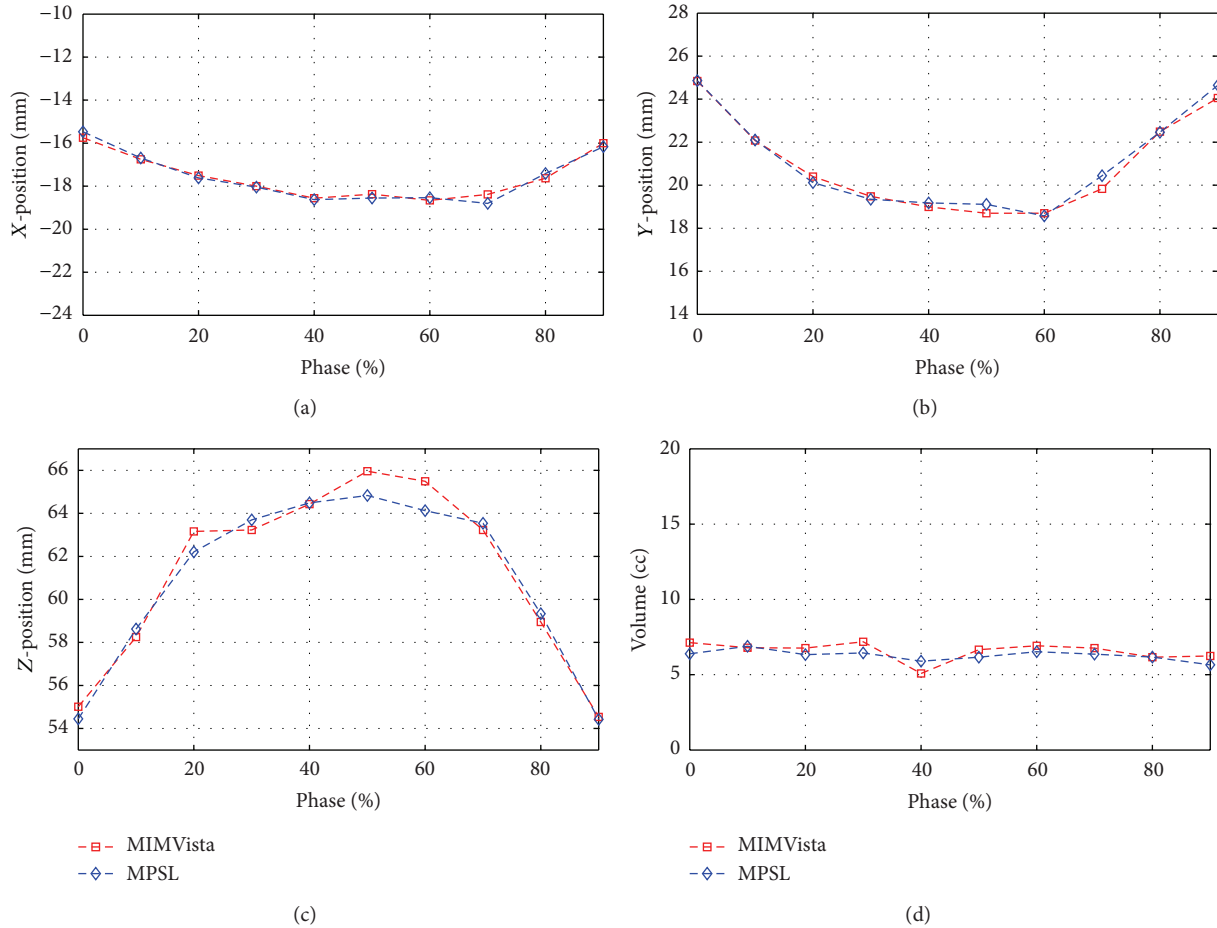 −10
−12
−14
−16
−18
−20
−22
−24
X-position (mm)
0 20 40 60 80
Phase (%)
(a)
28
26
24
22
20
18
16
14
Y-position (mm)
0 20 40 60 80
Phase (%)
(b)
66
64
62
60
58
56
54
Z-position (mm)
0 20 40 60 80
Phase (%)
MIMVista
MPSL
(c)
20
15
10
5
0
Volume (cc)
0 20 40 60 80
Phase (%)
MIMVista
MPSL
(d)